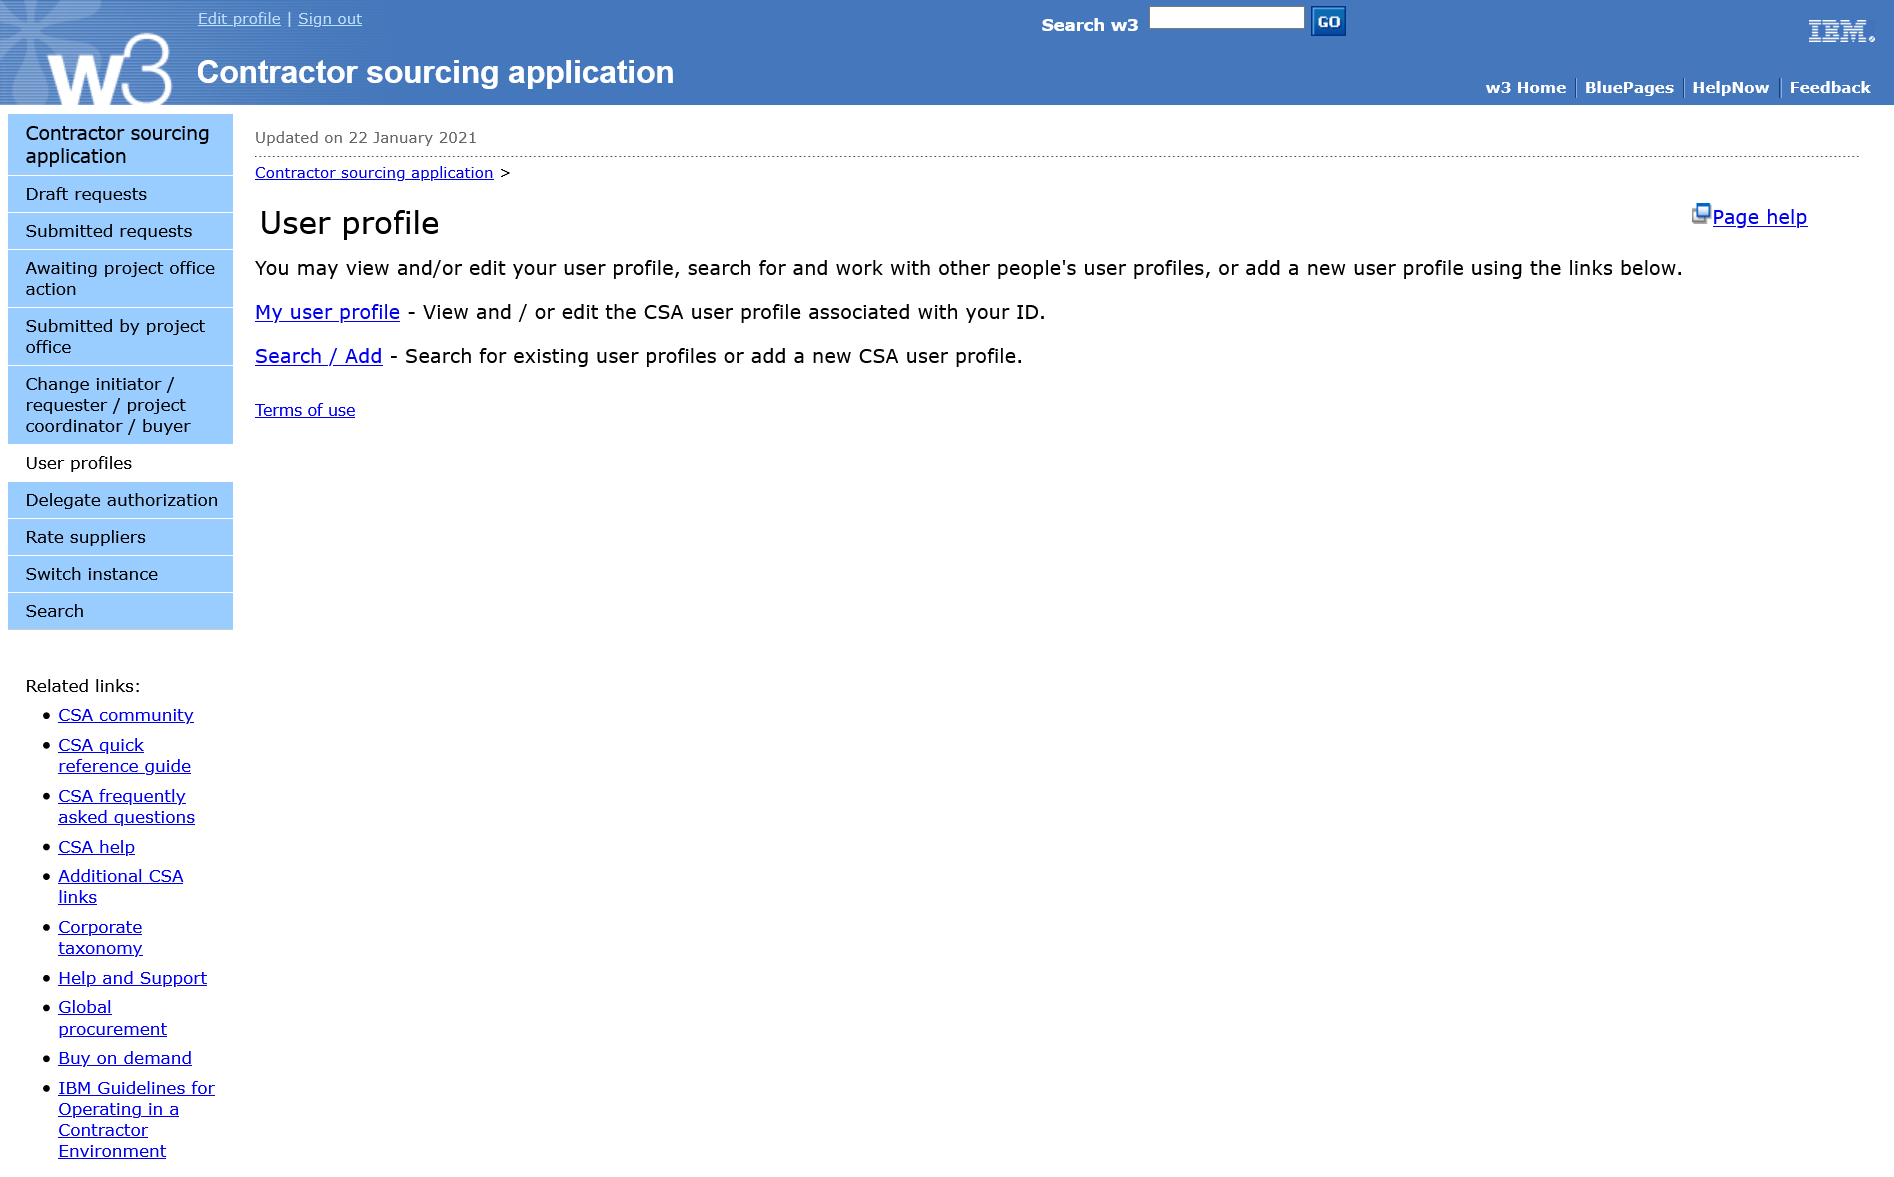 Edit profile | Sign out
Search w3
GO
IBM.
w3
Contractor sourcing application
w3 Home
BluePages
HelpNow
Feedback
Contractor sourcing
application
Draft requests
Submitted requests
Awaiting project office
action
Submitted by project
office
Change initiator /
requester / project
coordinator / buyer
User profiles
Delegate authorization
Rate suppliers
Switch instance
Search
Related links:
• CSA community
• CSA quick
reference guide
• CSA frequently
asked questions
• CSA help
• Additional CSA
links
• Corporate
taxonomy
• Help and Support
• Global
procurement
• Buy on demand
• IBM Guidelines for
Operating in a
Contractor
Environment
Updated on 22 January 2021
Contractor sourcing application >
User profile
Page help
You may view and/or edit your user profile, search for and work with other people's user profiles, or add a new user profile using the links below.
My user profile - View and / or edit the CSA user profile associated with your ID.
Search / Add - Search for existing user profiles or add a new CSA user profile.
Terms of use